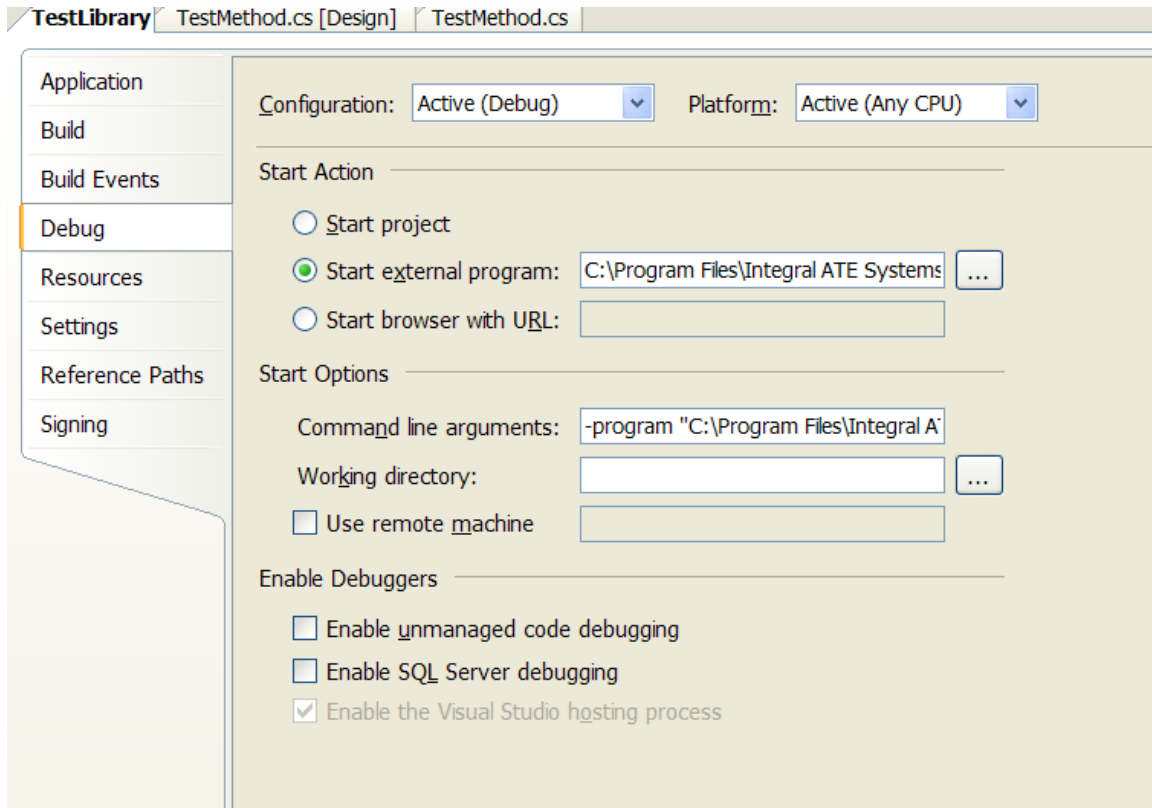 TestLibrary TestMethod.cs [Design] TestMethod.cs
Application
Build
Build Events
Debug
Resources
Settings
Reference Paths
Signing
Configuration: Active (Debug) Platform: Active (Any CPU)
Start Action
Start project
Start external program: C:\Program Files\Integral ATE Systems ...
Start browser with URL:
Start Options
Command line arguments: -program "C:\Program Files\Integral A
Working directory: ...
Use remote machine
Enable Debuggers
Enable unmanaged code debugging
Enable SQL Server debugging
Enable the Visual Studio hosting process